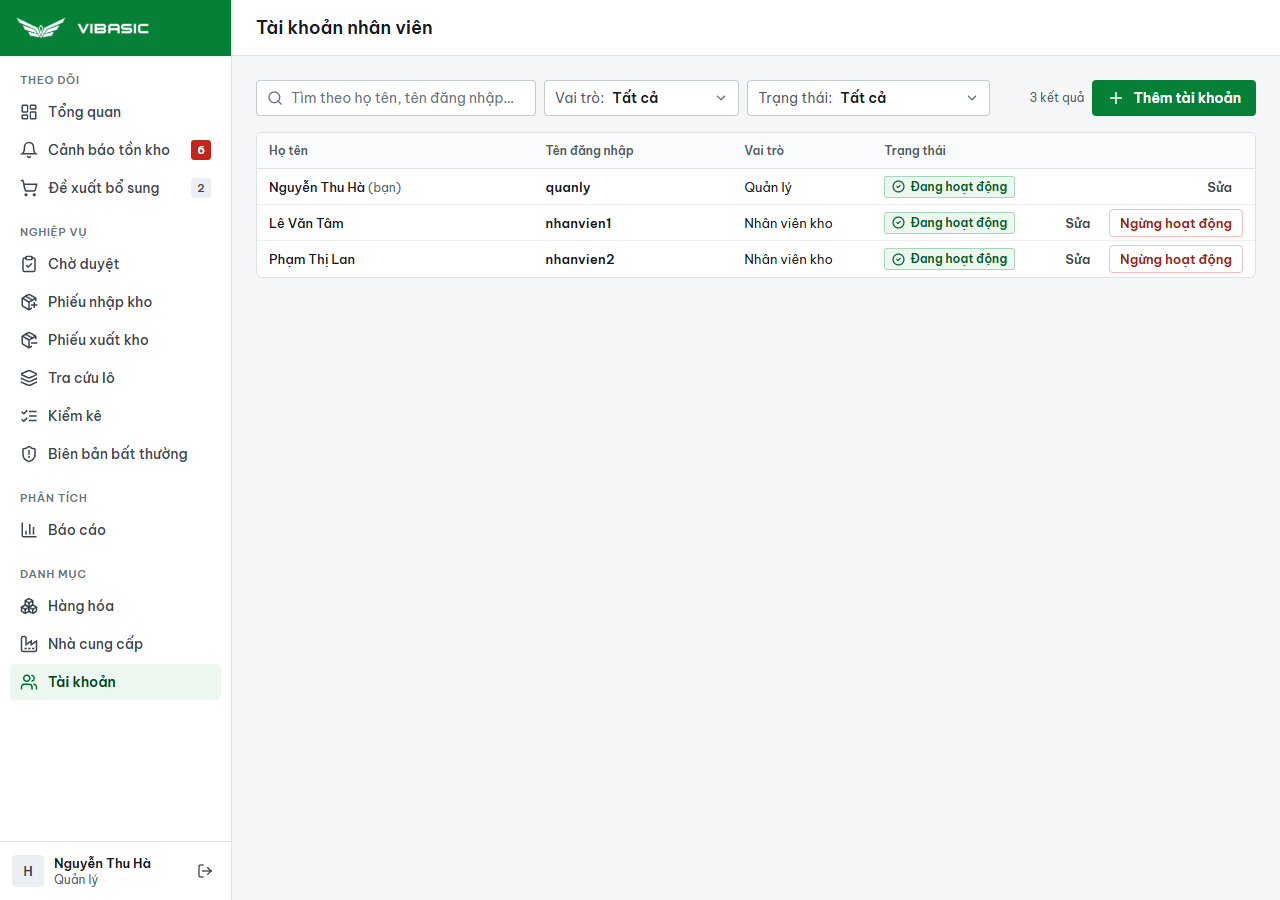 VIBASIC
Tài khoản nhân viên
THEO DÕI
Tổng quan
Cảnh báo tồn kho 6
Đề xuất bổ sung 2
NGHIỆP VỤ
Chờ duyệt
Phiếu nhập kho
Phiếu xuất kho
Tra cứu lô
Kiểm kê
Biên bản bất thường
PHÂN TÍCH
Báo cáo
DANH MỤC
Hàng hóa
Nhà cung cấp
Tài khoản
H
Nguyễn Thu Hà
Quản lý
Tìm theo họ tên, tên đăng nhập... Vai trò: Tất cả Trạng thái: Tất cả 3 kết quả Thêm tài khoản
Họ tên Tên đăng nhập Vai trò Trạng thái
Nguyễn Thu Hà (bạn) quanly Quản lý Đang hoạt động Sửa
Lê Văn Tâm nhanvien1 Nhân viên kho Đang hoạt động Sửa Ngừng hoạt động
Phạm Thị Lan nhanvien2 Nhân viên kho Đang hoạt động Sửa Ngừng hoạt động